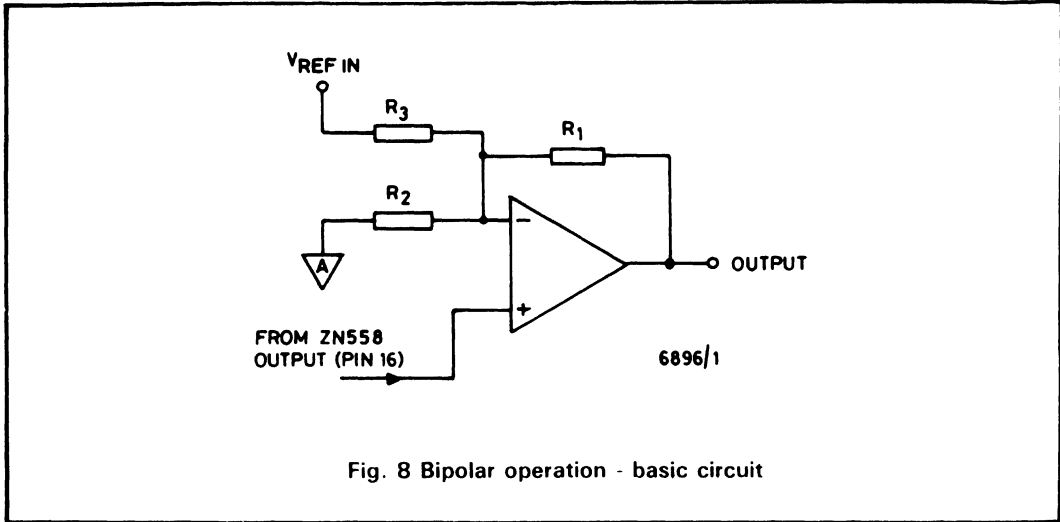 VREF IN
R3
R1
R2
−
A
+
OUTPUT
FROM ZN558
OUTPUT (PIN 16)
6896/1
Fig. 8 Bipolar operation - basic circuit